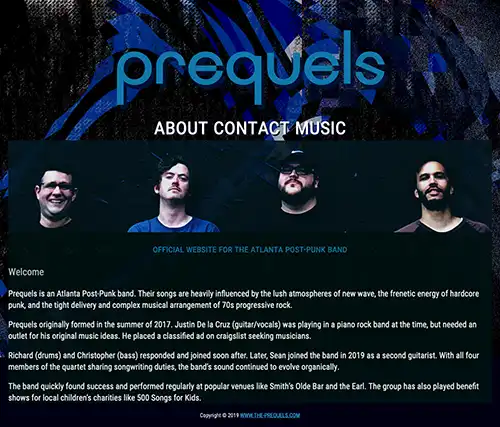 prequels
ABOUT CONTACT MUSIC
OFFICIAL WEBSITE FOR THE ATLANTA POST-PUNK BAND
Welcome
Prequels is an Atlanta Post-Punk band. Their songs are heavily influenced by the lush atmospheres of new wave, the frenetic energy of hardcore
punk, and the tight delivery and complex musical arrangement of 70s progressive rock.
Prequels originally formed in the summer of 2017. Justin De la Cruz (guitar/vocals) was playing in a piano rock band at the time, but needed an
outlet for his original music ideas. He placed a classified ad on craigslist seeking musicians.
Richard (drums) and Christopher (bass) responded and joined soon after. Later, Sean joined the band in 2019 as a second guitarist. With all four
members of the quartet sharing songwriting duties, the band's sound continued to evolve organically.
The band quickly found success and performed regularly at popular venues like Smith's Olde Bar and the Earl. The group has also played benefit
shows for local children's charities like 500 Songs for Kids.
Copyright © 2019 WWW.THE-PREQUELS.COM